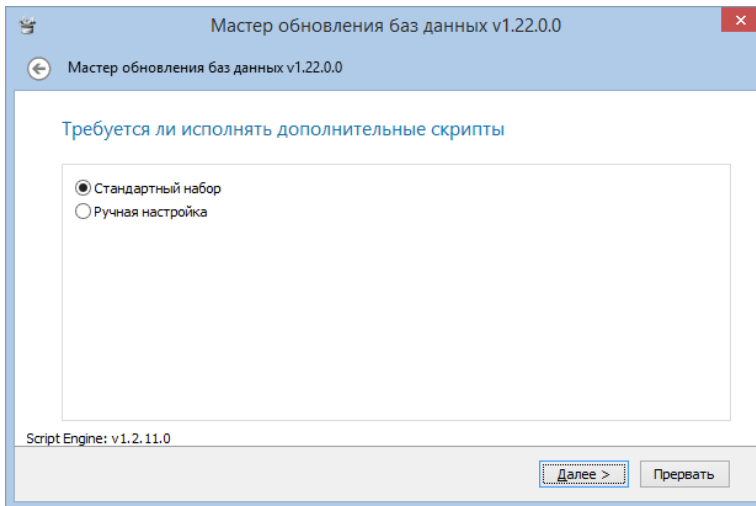 Мастер обновления баз данных v1.22.0.0
Мастер обновления баз данных v1.22.0.0
Требуется ли исполнять дополнительные скрипты
Стандартный набор
Ручная настройка
Script Engine: v1.2.11.0
Далее > Прервать